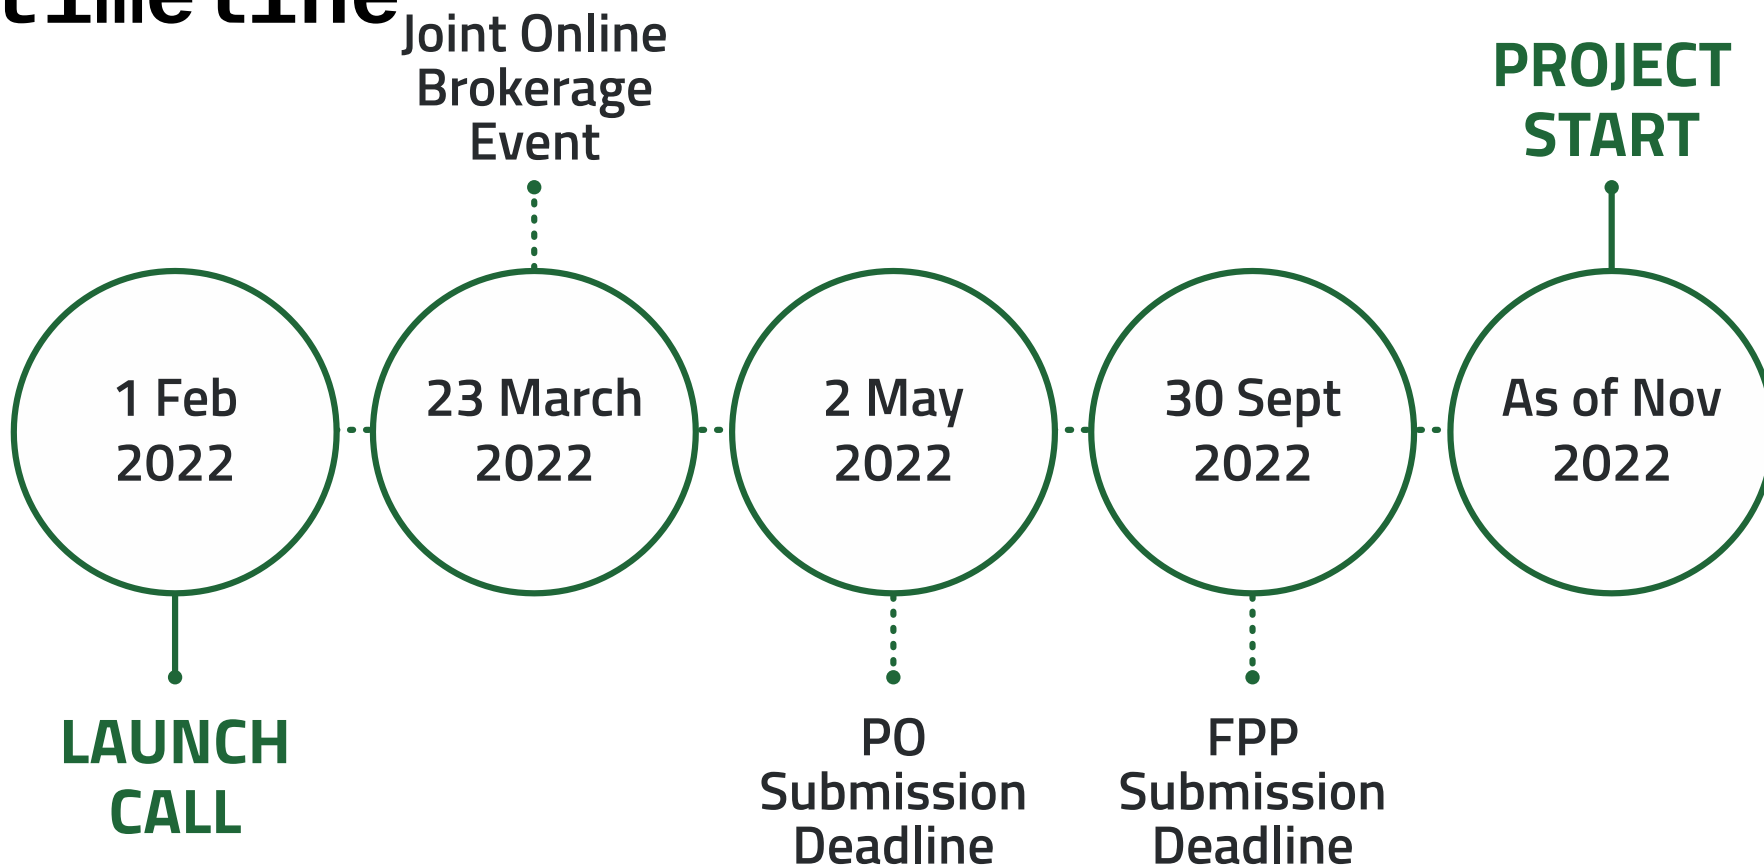 timeline
Joint Online
Brokerage
Event
PROJECT
START
1 Feb
2022
23 March
2022
2 May
2022
30 Sept
2022
As of Nov
2022
LAUNCH
CALL
PO
Submission
Deadline
FPP
Submission
Deadline